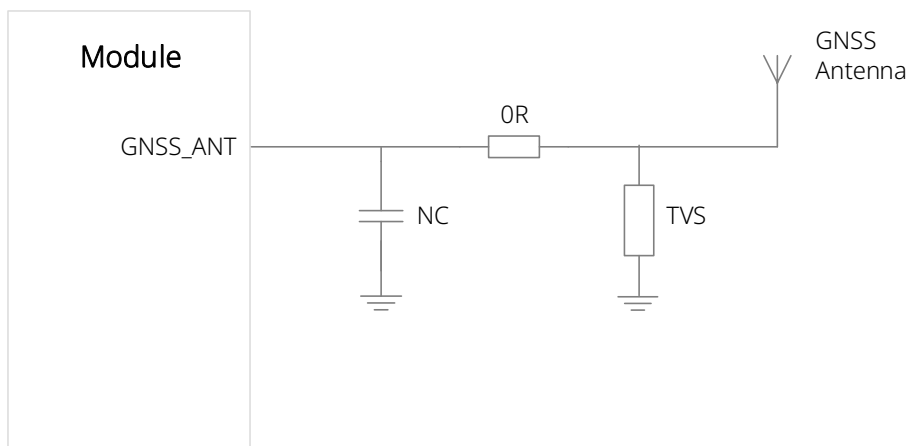 Module
GNSS
Antenna
0R
GNSS_ANT
NC
TVS